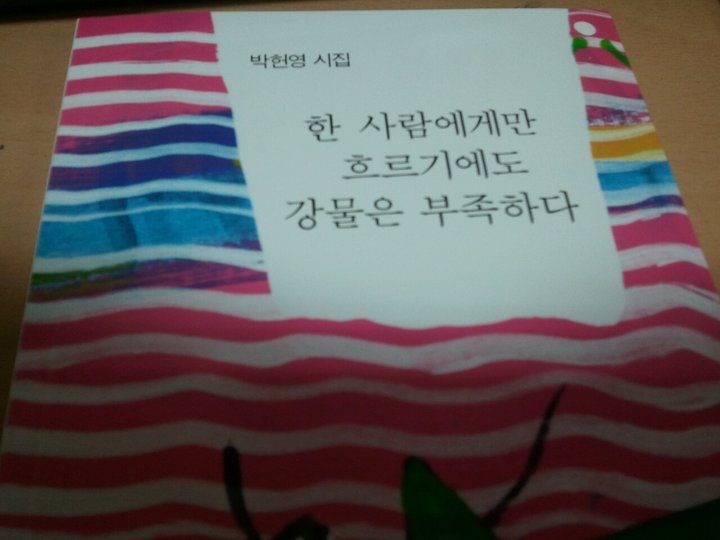 박헌영 시집
한 사람에게만
흐르기에도
강물은 부족하다